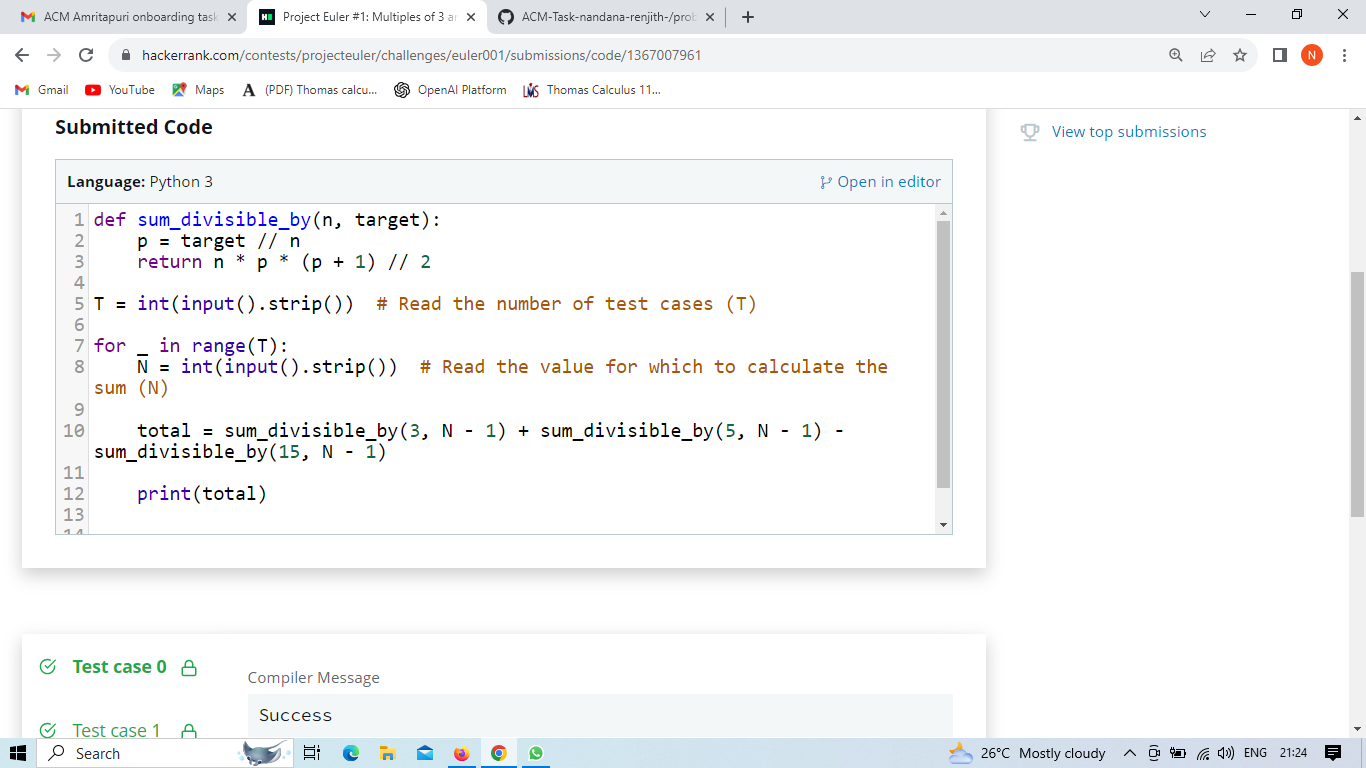 ACM Amritapuri onboarding task
Project Euler #1: Multiples of 3 an
ACM-Task-nandana-renjith-/prob
hackerrank.com/contests/projecteuler/challenges/euler001/submissions/code/1367007961
N
Gmail
YouTube
Maps
(PDF) Thomas calcu...
OpenAI Platform
Thomas Calculus 11...
Submitted Code
View top submissions
Language: Python 3
Open in editor
1 def sum_divisible_by(n, target):
2     p = target // n
3     return n * p * (p + 1) // 2
4
5 T = int(input().strip())  # Read the number of test cases (T)
6
7 for _ in range(T):
8     N = int(input().strip())  # Read the value for which to calculate the
sum (N)
9
10     total = sum_divisible_by(3, N - 1) + sum_divisible_by(5, N - 1) -
sum_divisible_by(15, N - 1)
11
12     print(total)
13
14
Test case 0
Compiler Message
Success
Test case 1
Search
26°C Mostly cloudy
ENG
21:24